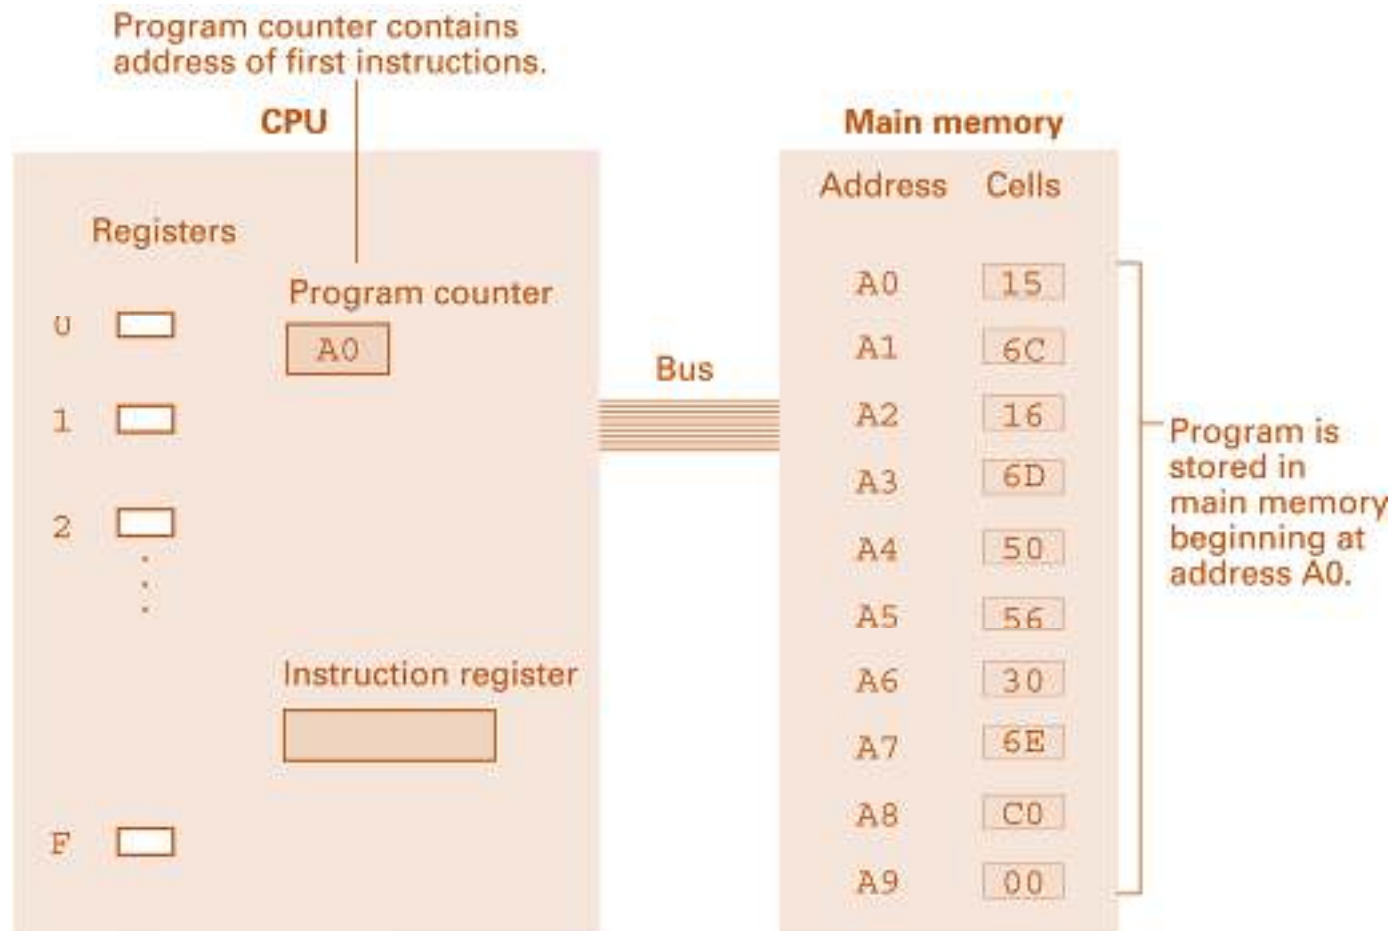 Program counter contains
address of first instructions.
CPU
Registers
Program counter
A0
0
1
2
Instruction register
F
Bus
Main memory
Address Cells
A0 15
A1 6C
A2 16
A3 6D
A4 50
A5 56
A6 30
A7 6E
A8 C0
A9 00
Program is
stored in
main memory
beginning at
address A0.